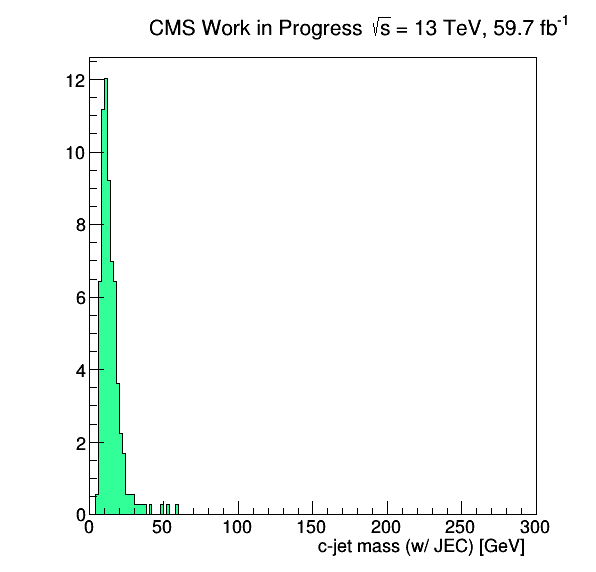 CMS Work in Progress √s = 13 TeV, 59.7 fb⁻¹
12
10
8
6
4
2
0
0 50 100 150 200 250 300
c-jet mass (w/ JEC) [GeV]